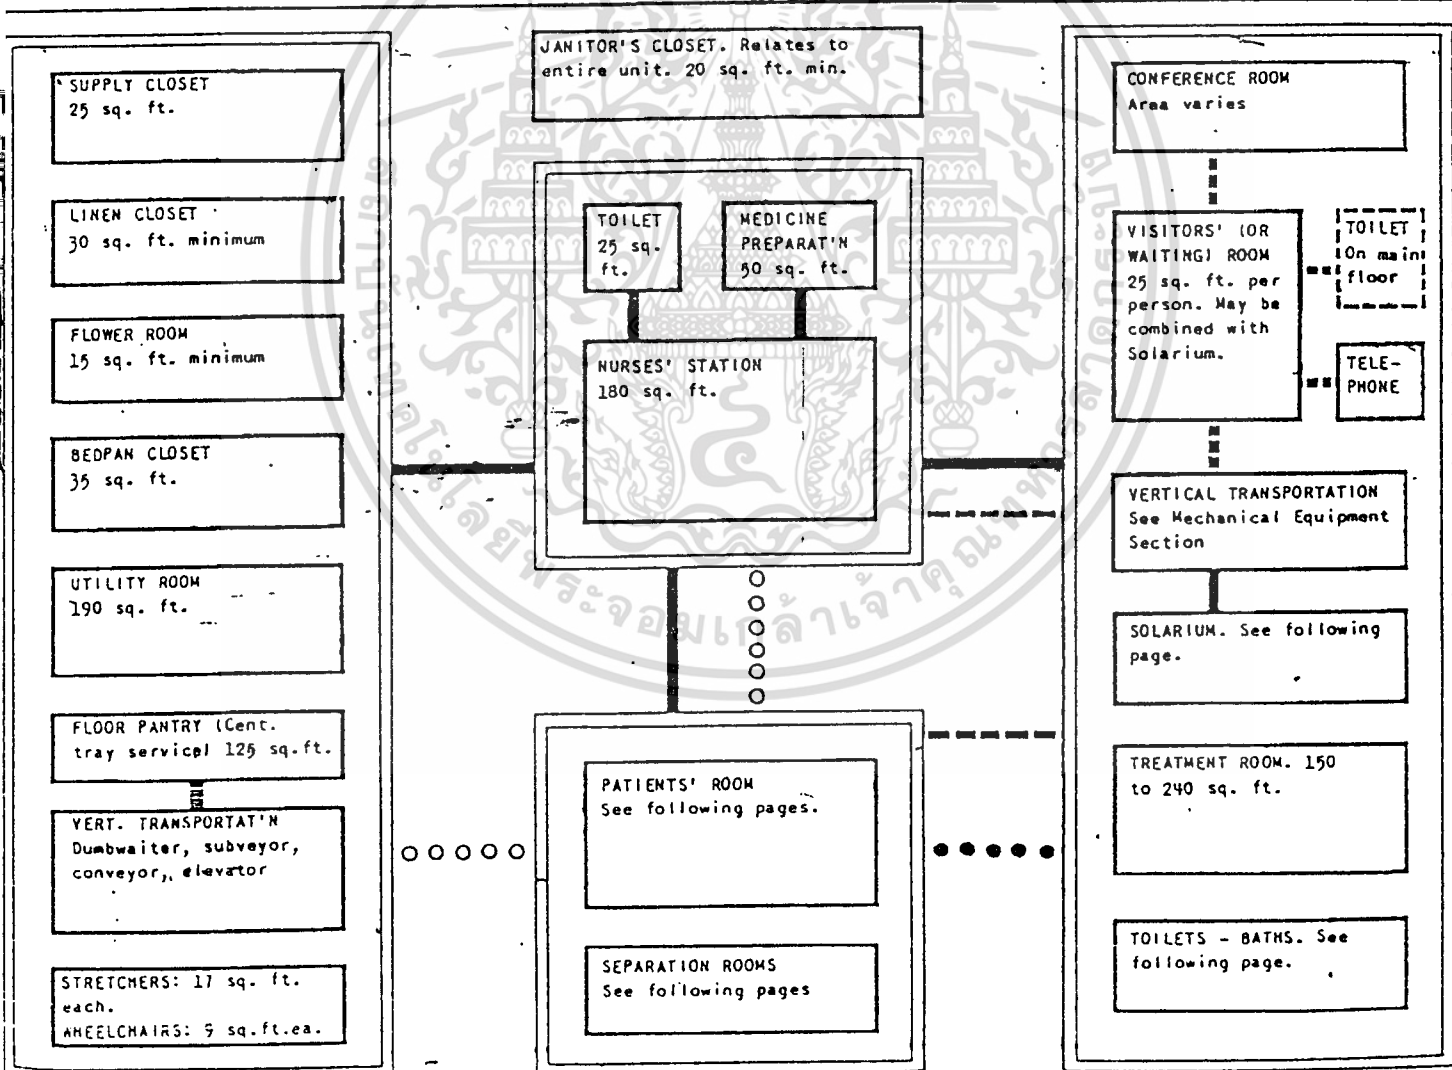 SUPPLY CLOSET
25 sq. ft.
LINEN CLOSET
30 sq. ft. minimum
FLOWER ROOM
15 sq. ft. minimum
BEDPAN CLOSET
35 sq. ft.
UTILITY ROOM
190 sq. ft.
FLOOR PANTRY (Cent.
tray service) 125 sq.ft.
VERT. TRANSPORTAT'N
Dumbwaiter, subveyor,
conveyor, elevator
STRETCHERS: 17 sq. ft.
each.
WHEELCHAIRS: sq.ft.ea.
JANITOR'S CLOSET. Relates to
entire unit. 20 sq. ft. min.
TOILET
25 sq.
ft.
MEDICINE
PREPARAT'N
50 sq. ft.
NURSES' STATION
180 sq. ft.
PATIENTS' ROOM
See following pages.
SEPARATION ROOMS
See following pages
CONFERENCE ROOM
Area varies
VISITORS' (OR
WAITING) ROOM
25 sq. ft. per
person. May be
combined with
Solarium.
TOILET
On main
floor
TELE-
PHONE
VERTICAL TRANSPORTATION
See Mechanical Equipment
Section
SOLARIUM. See following
page.
TREATMENT ROOM. 150
to 240 sq. ft.
TOILETS - BATHS. See
following page.